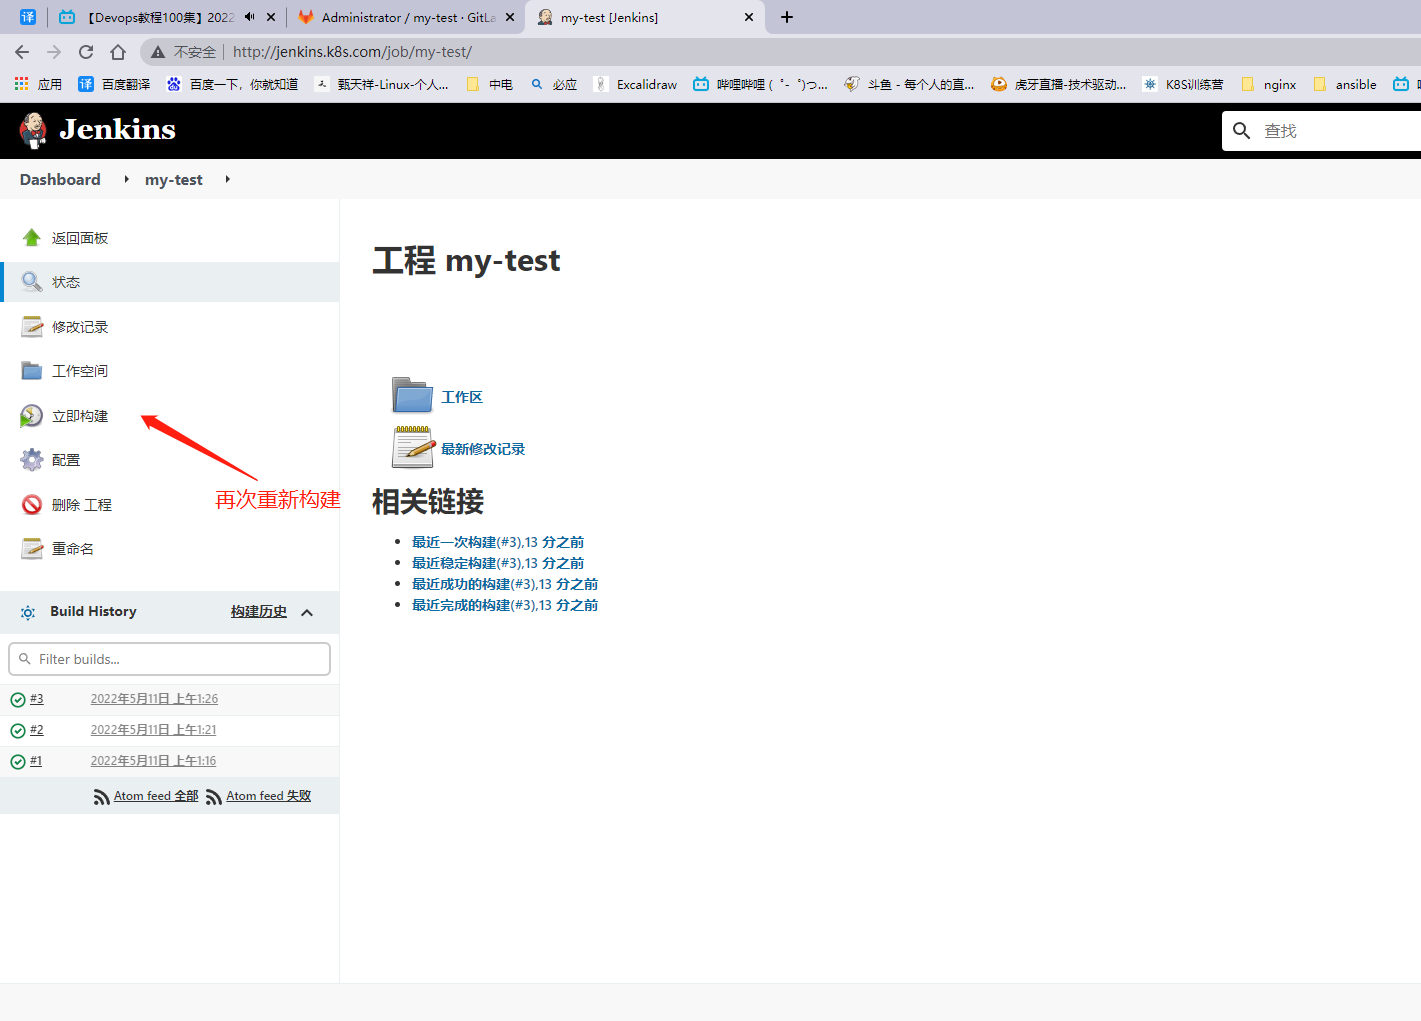 译
【Devops教程100集】2022
Administrator / my-test · GitLa
my-test [Jenkins]
不安全
http://jenkins.k8s.com/job/my-test/
应用
译 百度翻译
百度一下，你就知道
甄天祥-Linux-个人...
中电
必应
Excalidraw
哔哩哔哩 (゜-゜)つ...
斗鱼 - 每个人的直...
虎牙直播-技术驱动...
K8S训练营
nginx
ansible
Jenkins
查找
Dashboard
my-test
返回面板
状态
修改记录
工作空间
立即构建
配置
删除 工程
重命名
再次重新构建
Build History
构建历史
Filter builds...
#3 2022年5月11日 上午1:26
#2 2022年5月11日 上午1:21
#1 2022年5月11日 上午1:16
Atom feed 全部 Atom feed 失败
工程 my-test
工作区
最新修改记录
相关链接
最近一次构建(#3),13 分之前
最近稳定构建(#3),13 分之前
最近成功的构建(#3),13 分之前
最近完成的构建(#3),13 分之前